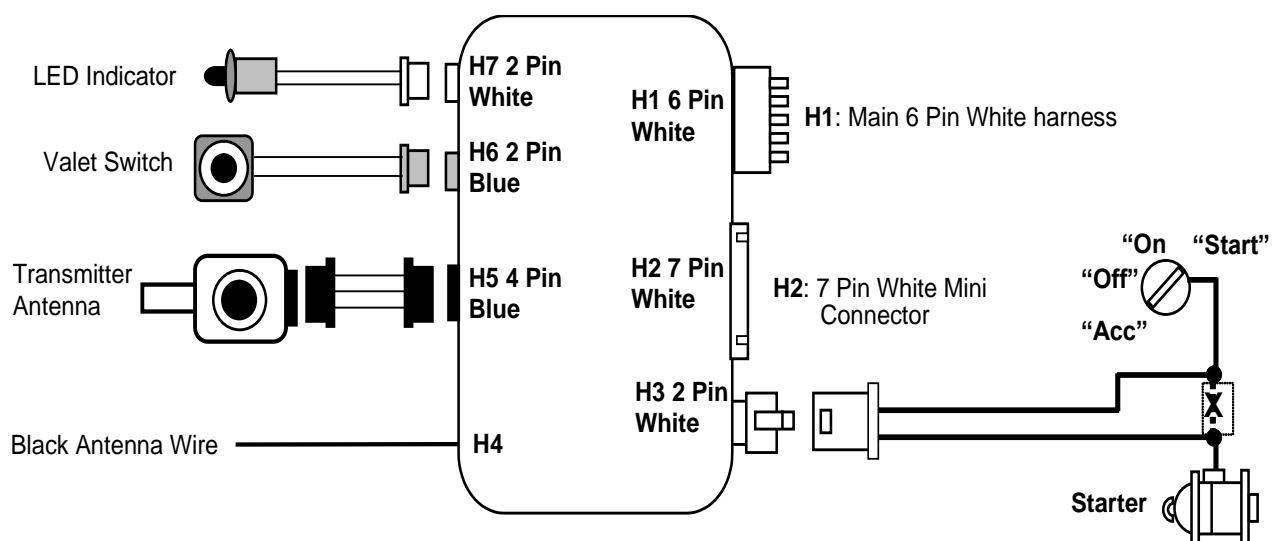 LED Indicator
H7 2 Pin
White
Valet Switch
H6 2 Pin
Blue
Transmitter
Antenna
H5 4 Pin
Blue
Black Antenna Wire
H4
H1 6 Pin
White
H1: Main 6 Pin White harness
H2 7 Pin
White
H2: 7 Pin White Mini
Connector
H3 2 Pin
White
“On
“Start”
“Off”
“Acc”
X
Starter